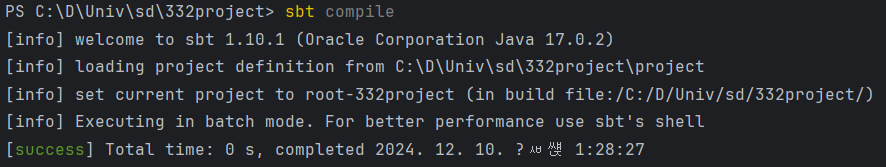 PS C:\D\Univ\sd\332project> sbt compile
[info] welcome to sbt 1.10.1 (Oracle Corporation Java 17.0.2)
[info] loading project definition from C:\D\Univ\sd\332project\project
[info] set current project to root-332project (in build file:/C:/D/Univ/sd/332project/)
[info] Executing in batch mode. For better performance use sbt's shell
[success] Total time: 0 s, completed 2024. 12. 10. ? 1:28:27